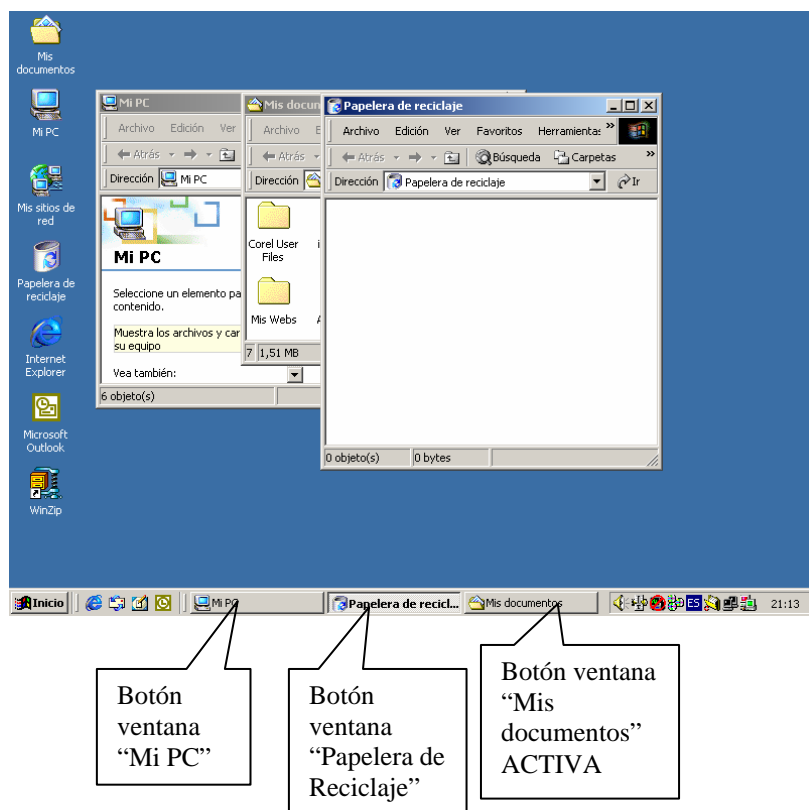 Mis
documentos
Mi PC
Mis sitios de
red
Papelera de
reciclaje
Internet
Explorer
Microsoft
Outlook
WinZip
Mi PC
Archivo Edición Ver
Atrás
Dirección Mi PC
Mi PC
Seleccione un elemento pa
contenido.
Muestra los archivos y car
su equipo
Vea también:
6 objeto(s)
Mis docun
Archivo E
Atrás
Dirección
Corel User
Files
i
Mis Webs
A
7 1,51 MB
Papelera de reciclaje
Archivo Edición Ver Favoritos Herramientas »
Atrás Búsqueda Carpetas »
Dirección Papelera de reciclaje Ir
0 objeto(s) 0 bytes
Inicio Mi PC Papelera de recicl... Mis documentos ES 21:13
Botón
ventana
“Mi PC”
Botón
ventana
“Papelera de
Reciclaje”
Botón ventana
“Mis
documentos”
ACTIVA